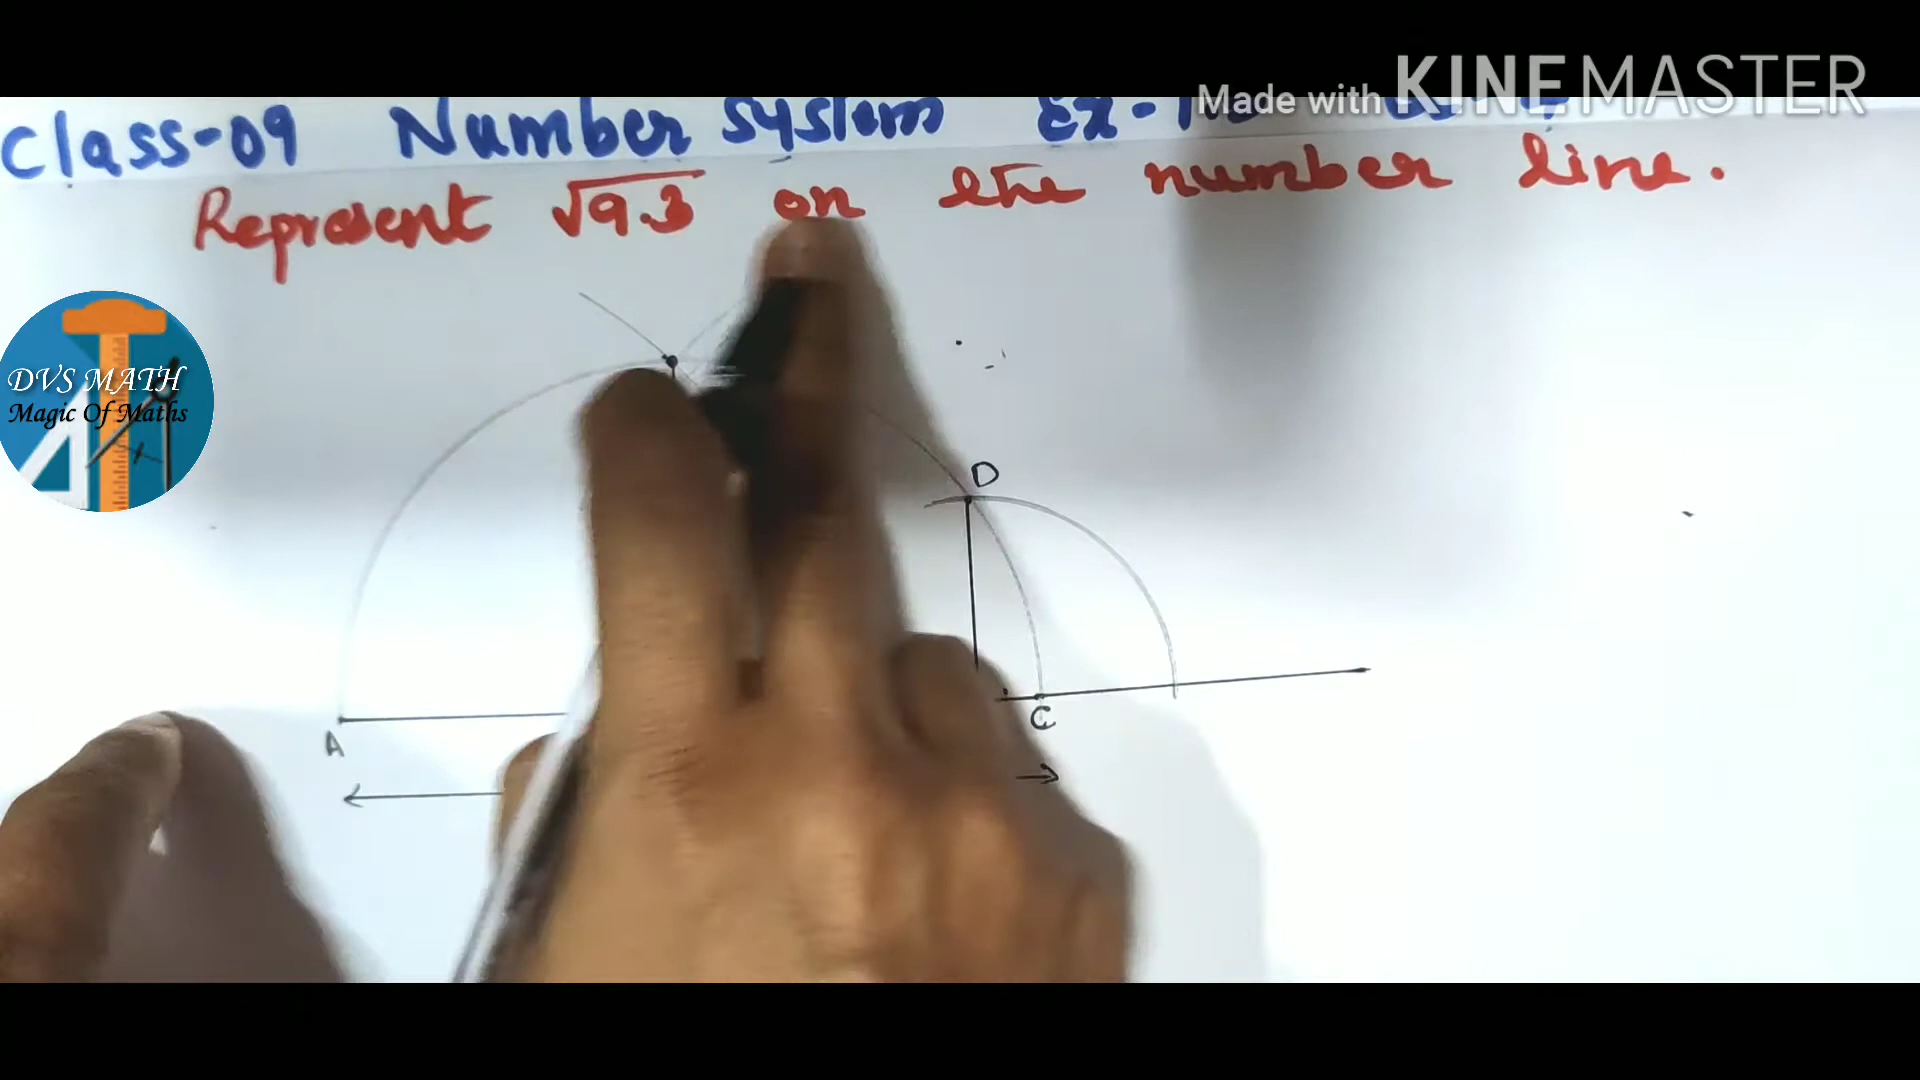 Made with KINEMASTER
Class-09 Number System Ex-
Represent √9.3 on the number line.
DVS MATH
Magic Of Maths
D
C
A